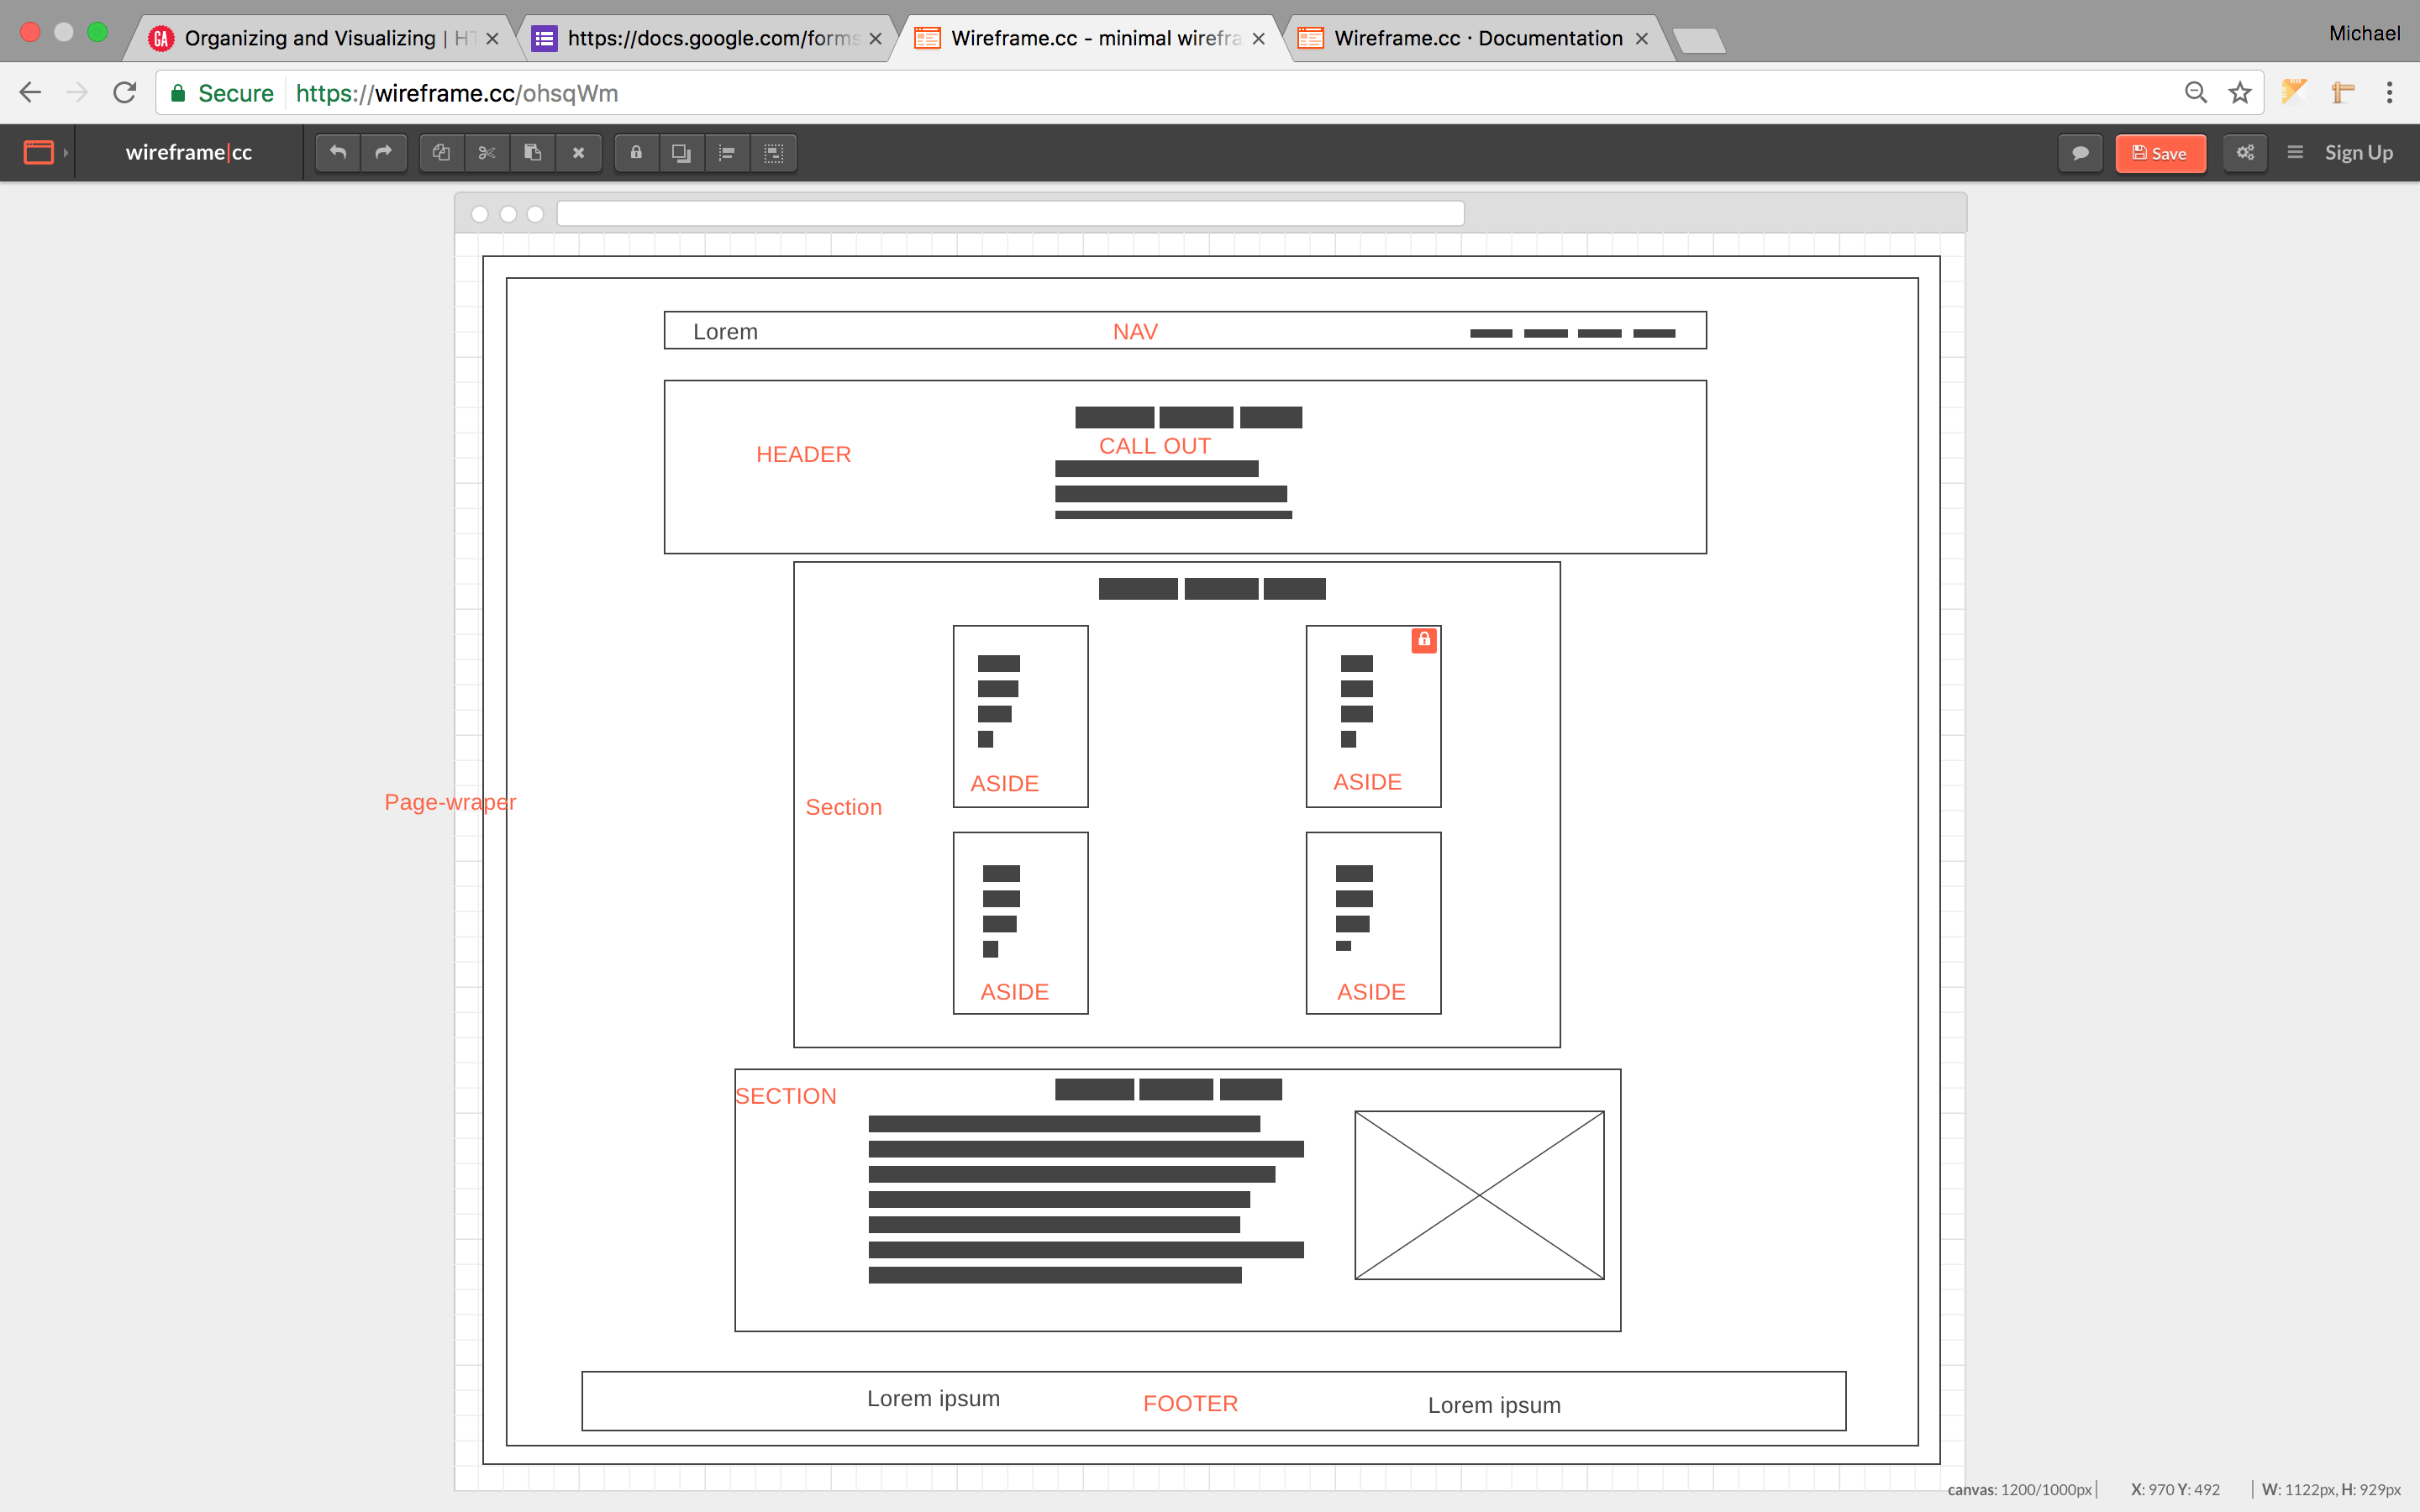 Michael
Organizing and Visualizing | HT
https://docs.google.com/forms
Wireframe.cc - minimal wirefra
Wireframe.cc · Documentation
Secure
https://wireframe.cc/ohsqWm
wireframe|cc
Save
Sign Up
Lorem
NAV
HEADER
CALL OUT
ASIDE
ASIDE
Page-wraper
Section
ASIDE
ASIDE
SECTION
Lorem ipsum
FOOTER
Lorem ipsum
canvas: 1200/1000px
X: 970 Y: 492
W: 1122px, H: 929px
GA